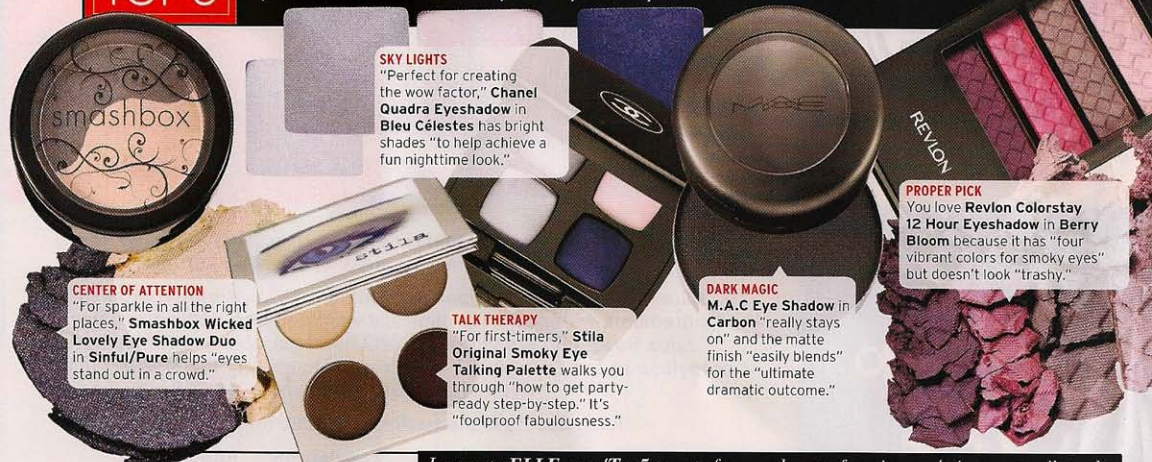 smashbox
SKY LIGHTS
"Perfect for creating
the wow factor," Chanel
Quadra Eyeshadow in
Bleu Célestes has bright
shades "to help achieve a
fun nighttime look."
M·A·C
REVLON
PROPER PICK
You love Revlon Colorstay
12 Hour Eyeshadow in Berry
Bloom because it has "four
vibrant colors for smoky eyes"
but doesn't look "trashy."
stila
CENTER OF ATTENTION
"For sparkle in all the right
places," Smashbox Wicked
Lovely Eye Shadow Duo
in Sinful/Pure helps "eyes
stand out in a crowd."
TALK THERAPY
"For first-timers," Stila
Original Smoky Eye
Talking Palette walks you
through "how to get party-
ready step-by-step." It's
"foolproof fabulousness."
DARK MAGIC
M.A.C Eye Shadow in
Carbon "really stays
on" and the matte
finish "easily blends"
for the "ultimate
dramatic outcome."